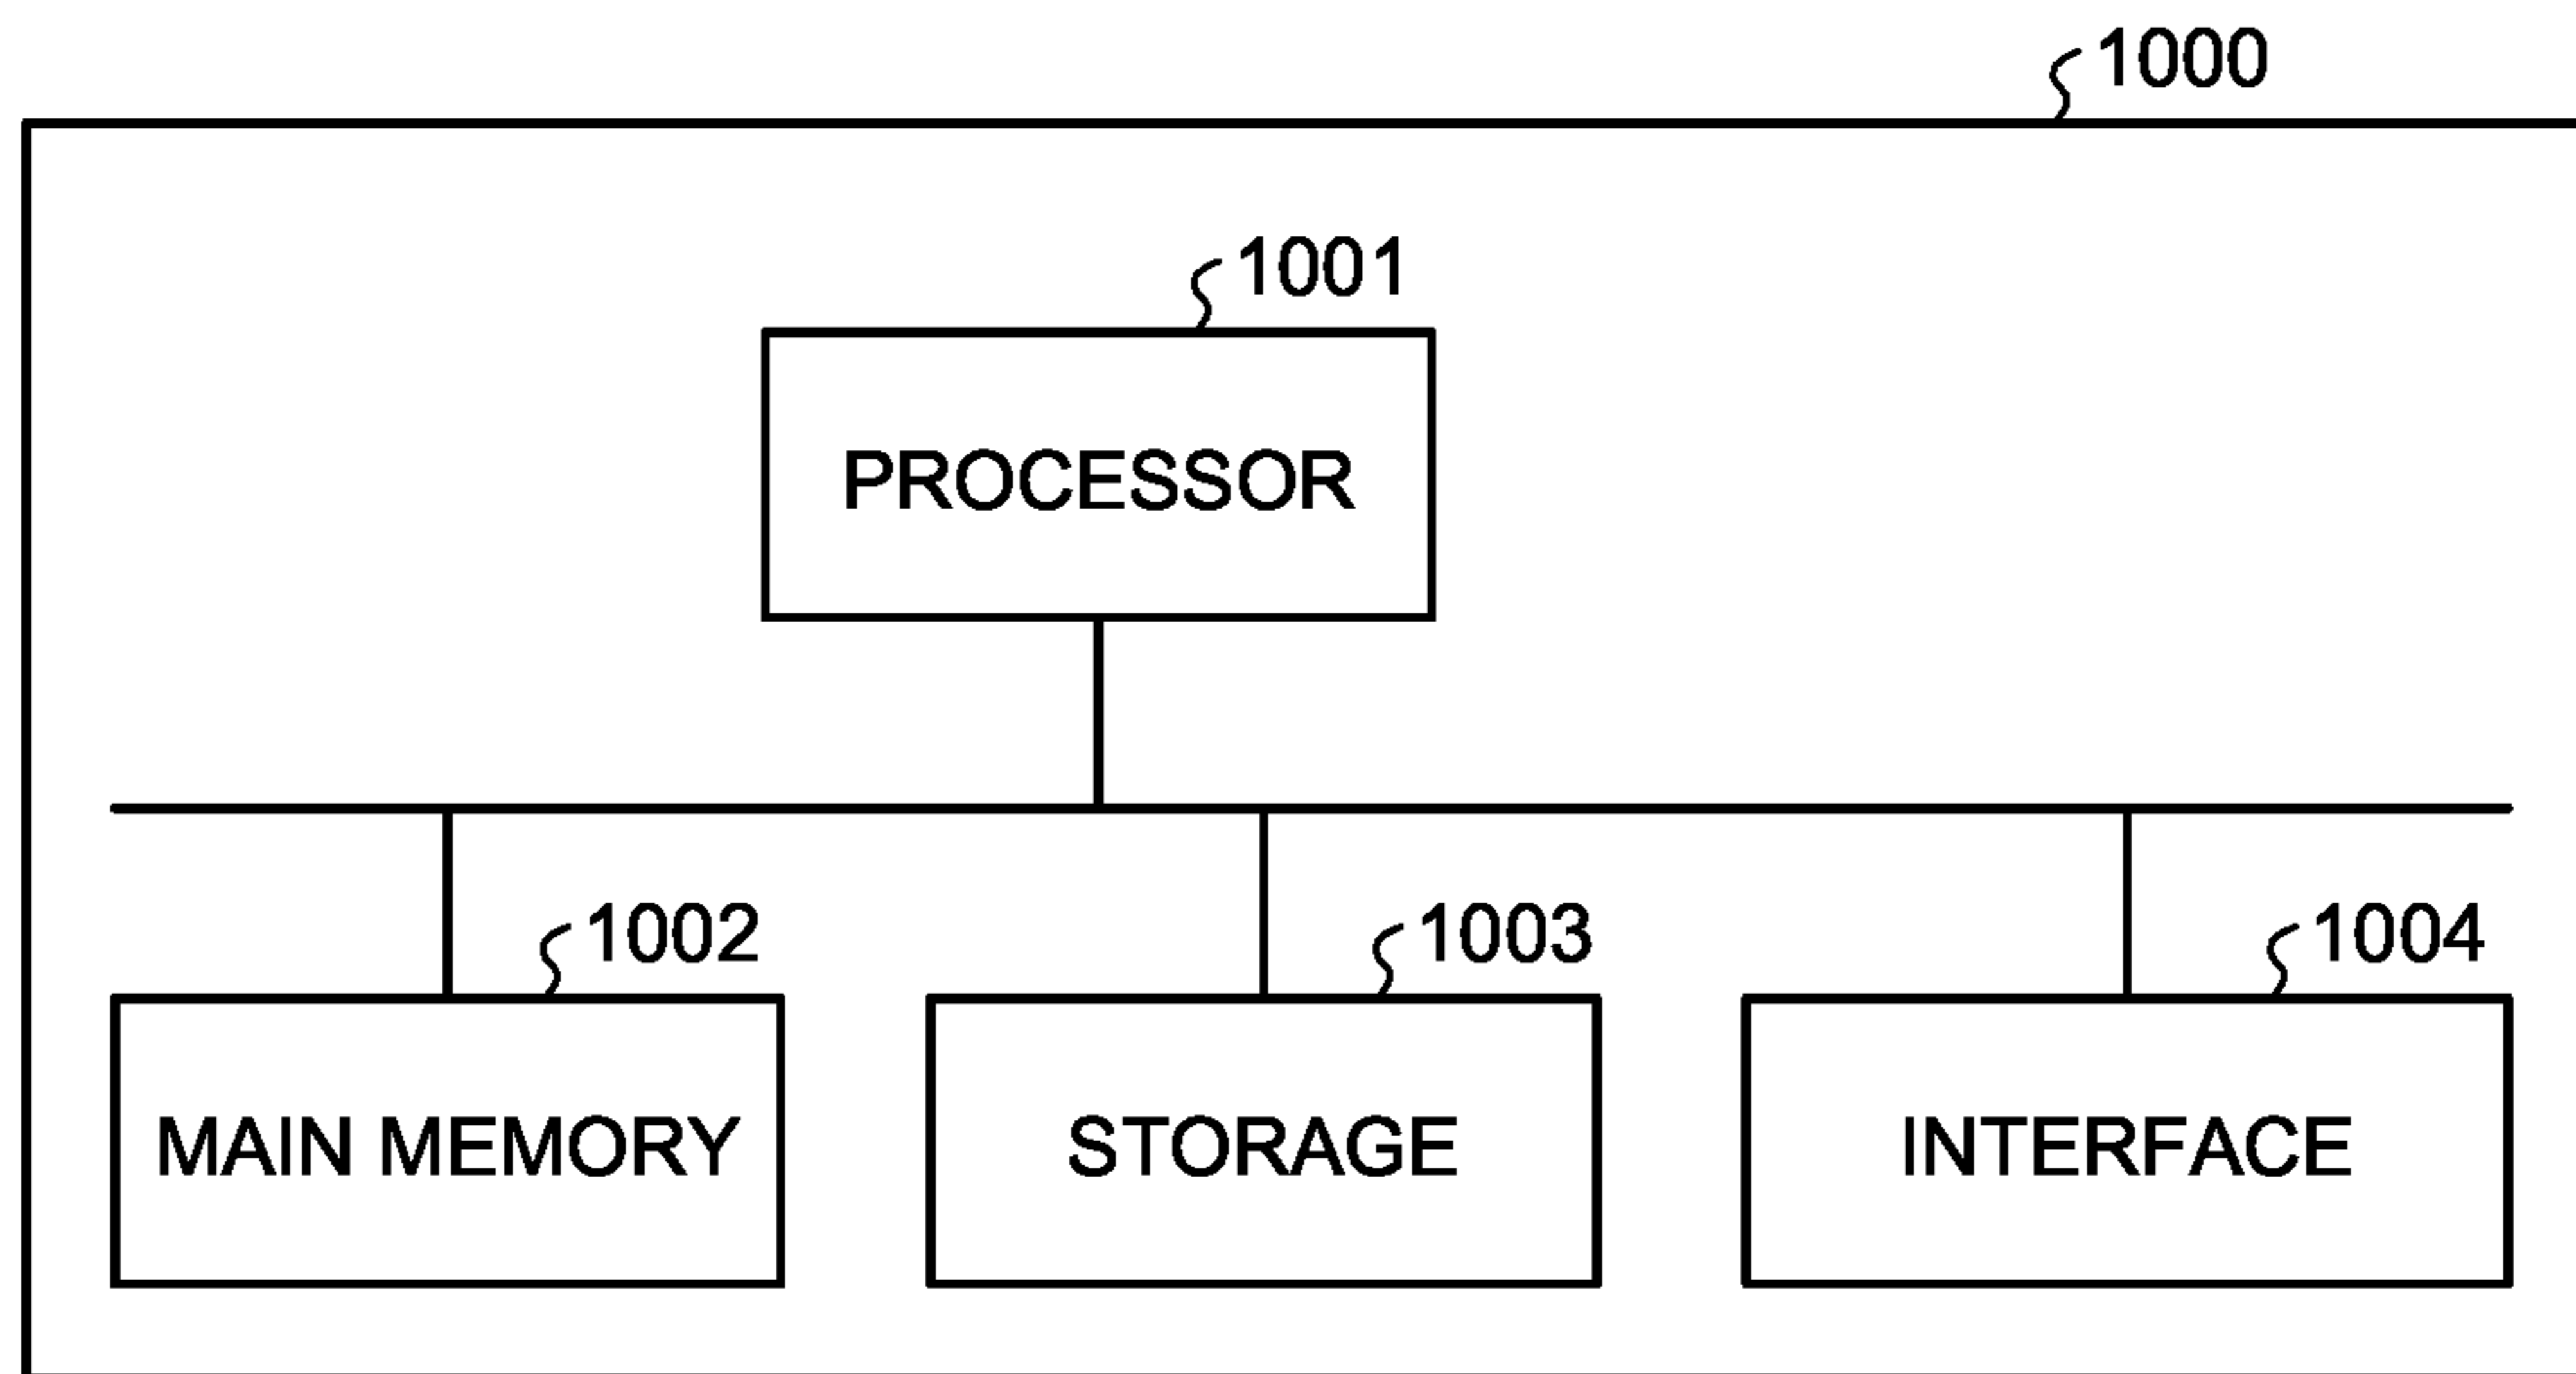 1000
1001
PROCESSOR
1002
1003
1004
MAIN MEMORY
STORAGE
INTERFACE